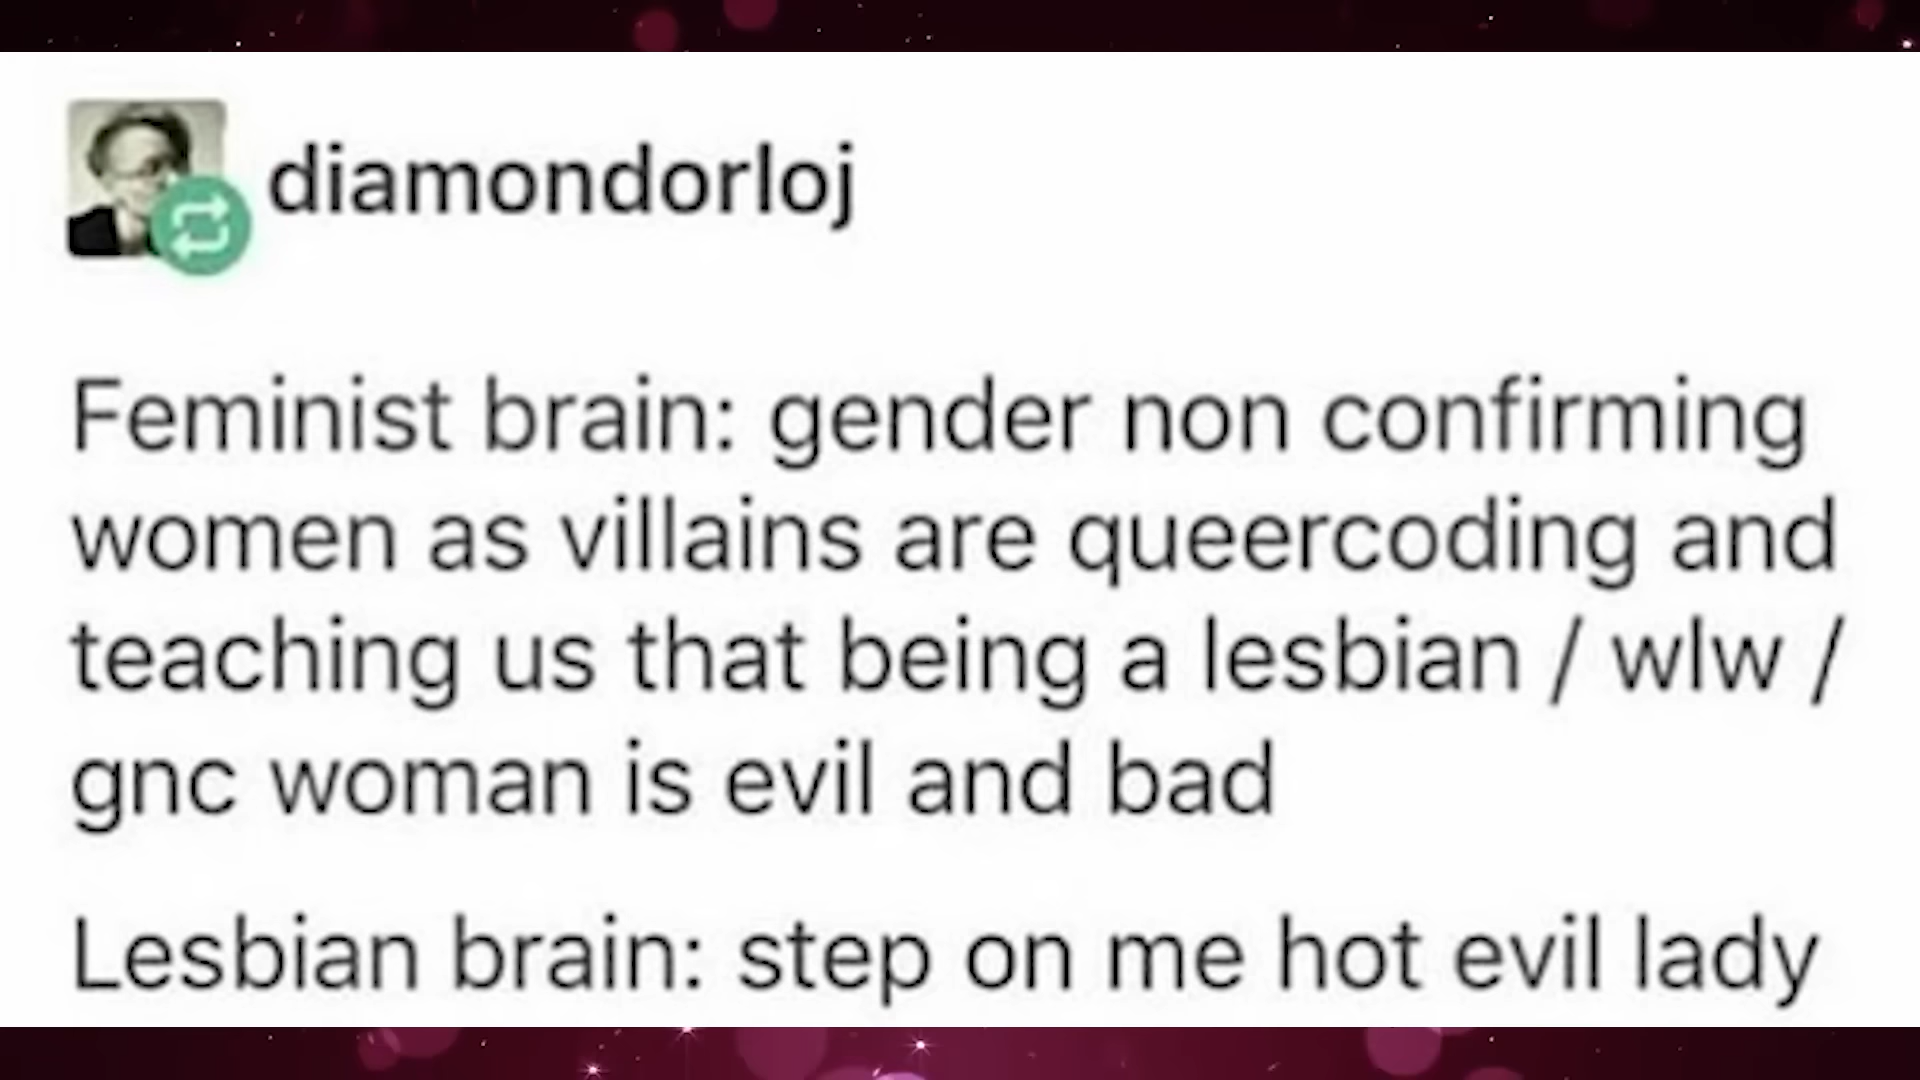 diamondorloj
Feminist brain: gender non confirming
women as villains are queercoding and
teaching us that being a lesbian / wlw /
gnc woman is evil and bad
Lesbian brain: step on me hot evil lady